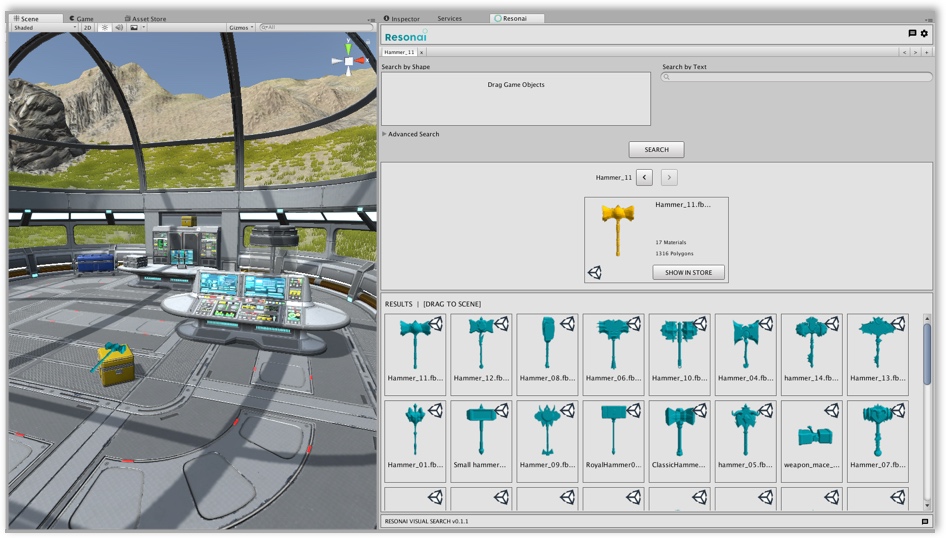 Scene
Game
Asset Store
Inspector
Services
Resonai
Shaded
2D
Gizmos
All
Resonai
Hammer_11 x
< > +
Search by Shape
Search by Text
Drag Game Objects
Advanced Search
SEARCH
Hammer_11 < >
Hammer_11.fb...
17 Materials
1316 Polygons
SHOW IN STORE
RESULTS | [DRAG TO SCENE]
Hammer_11.fb... Hammer_12.fb... Hammer_08.fb... Hammer_06.fb... Hammer_10.fb... Hammer_04.fb... hammer_14.fb... Hammer_13.fb...
Hammer_01.fb... Small hammer... Hammer_09.fb... RoyalHammer0... ClassicHamme... hammer_05.fb... weapon_mace_... Hammer_07.fb...
RESONAI VISUAL SEARCH v0.1.1